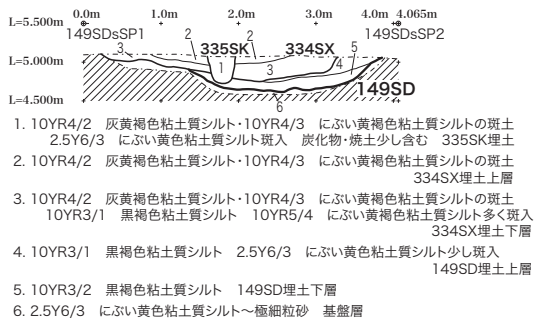 0.0m 1.0m 2.0m 3.0m 4.0m 4.065m
L=5.500m
149SDsSP1 149SDsSP2
3 2 335SK 2 334SX 5
L=5.000m 1 3 4
149SD
L=4.500m
6
1. 10YR4/2 灰黄褐色粘土質シルト・10YR4/3 にぶい黄褐色粘土質シルトの斑土
2.5Y6/3 にぶい黄色粘土質シルト斑入 炭化物・焼土少し含む 335SK埋土
2. 10YR4/2 灰黄褐色粘土質シルト・10YR4/3 にぶい黄褐色粘土質シルトの斑土
334SX埋土上層
3. 10YR4/2 灰黄褐色粘土質シルト・10YR4/3 にぶい黄褐色粘土質シルトの斑土
10YR3/1 黒褐色粘土質シルト 10YR5/4 にぶい黄褐色粘土質シルト多く斑入
334SX埋土下層
4. 10YR3/1 黒褐色粘土質シルト 2.5Y6/3 にぶい黄色粘土質シルト少し斑入
149SD埋土上層
5. 10YR3/2 黒褐色粘土質シルト 149SD埋土下層
6. 2.5Y6/3 にぶい黄色粘土質シルト〜極細粒砂 基盤層